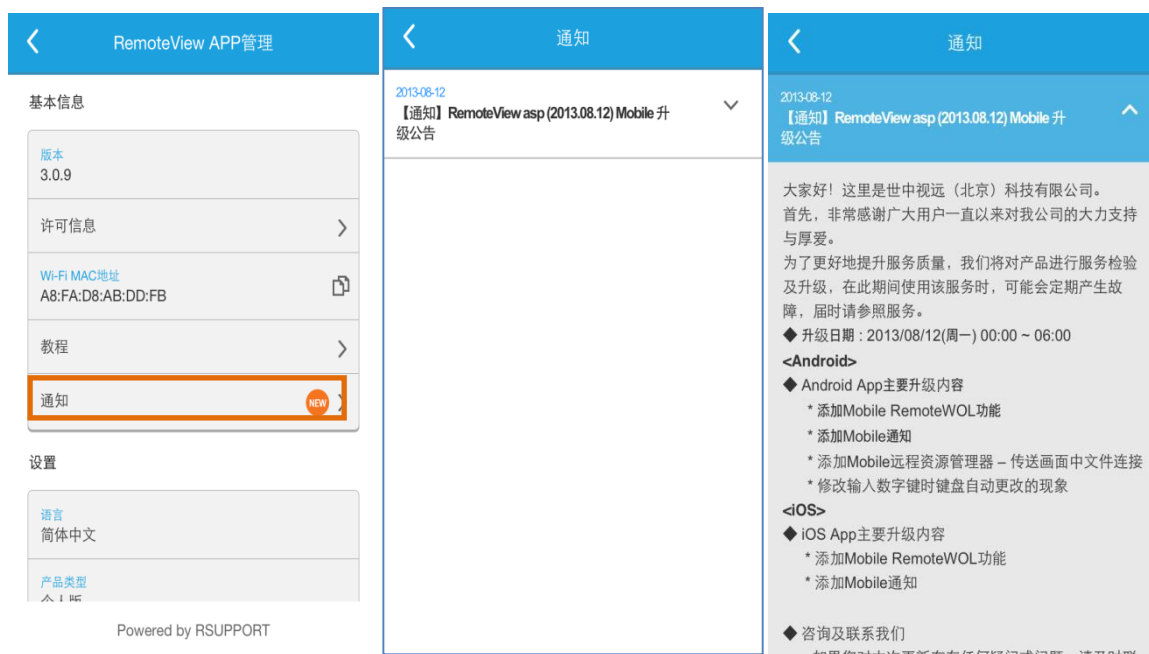 RemoteView APP管理
基本信息
版本
3.0.9
许可信息
Wi-Fi MAC地址
A8:FA:D8:AB:DD:FB
教程
通知
NEW
设置
语言
简体中文
产品类型
个人版
Powered by RSUPPORT
通知
2013-08-12
【通知】RemoteView asp (2013.08.12) Mobile 升
级公告
通知
2013-08-12
【通知】RemoteView asp (2013.08.12) Mobile 升
级公告
大家好！这里是世中视远（北京）科技有限公司。
首先，非常感谢广大用户一直以来对我公司的大力支持
与厚爱。
为了更好地提升服务质量，我们将对产品进行服务检验
及升级，在此期间使用该服务时，可能会定期产生故
障，届时请参照服务。
◆ 升级日期 : 2013/08/12(周一) 00:00 ~ 06:00
<Android>
◆ Android App主要升级内容
* 添加Mobile RemoteWOL功能
* 添加Mobile通知
* 添加Mobile远程资源管理器 – 传送画面中文件连接
* 修改输入数字键时键盘自动更改的现象
<iOS>
◆ iOS App主要升级内容
* 添加Mobile RemoteWOL功能
* 添加Mobile通知
◆ 咨询及联系我们